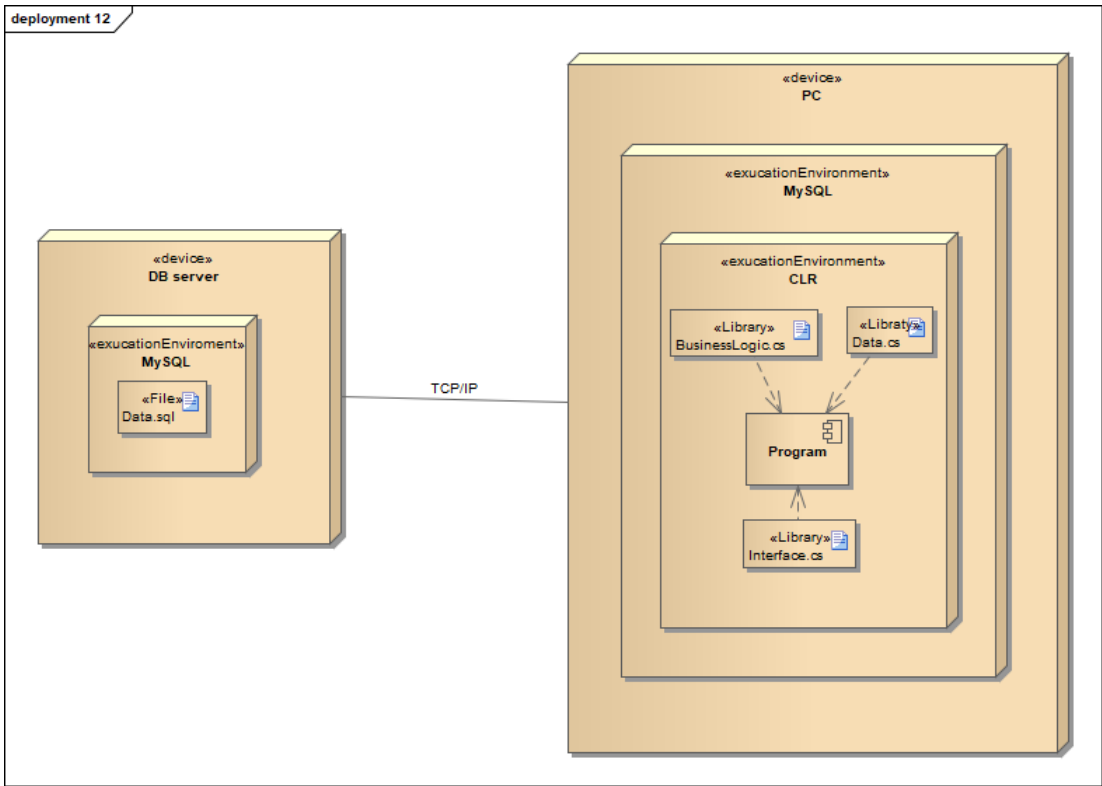 deployment 12
«device»
PC
«exucationEnvironment»
MySQL
«exucationEnvironment»
CLR
«Library»
BusinessLogic.cs
«Libraty»
Data.cs
Program
«Library»
Interface.cs
TCP/IP
«device»
DB server
«exucationEnviroment»
MySQL
«File»
Data.sql